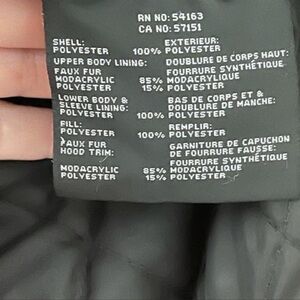 RN NO: 54163
CA NO: 57151
SHELL: EXTERIEUR:
POLYESTER 100% POLYESTER
UPPER BODY LINING: DOUBLURE DE CORPS HAUT:
FAUX FUR FOURRURE SYNTHÉTIQUE
MODACRYLIC 85% MODACRYLIQUE
POLYESTER 15% POLYESTER
LOWER BODY & BAS DE CORPS ET &
SLEEVE LINING: DOUBLURE DE MANCHE:
POLYESTER 100% POLYESTER
FILL: REMPLIR:
POLYESTER 100% POLYESTER
FAUX FUR GARNITURE DE CAPUCHON
HOOD TRIM: DE FOURRURE FAUSSE:
FOURRURE SYNTHÉTIQUE
MODACRYLIC 85% MODACRYLIQUE
POLYESTER 15% POLYESTER